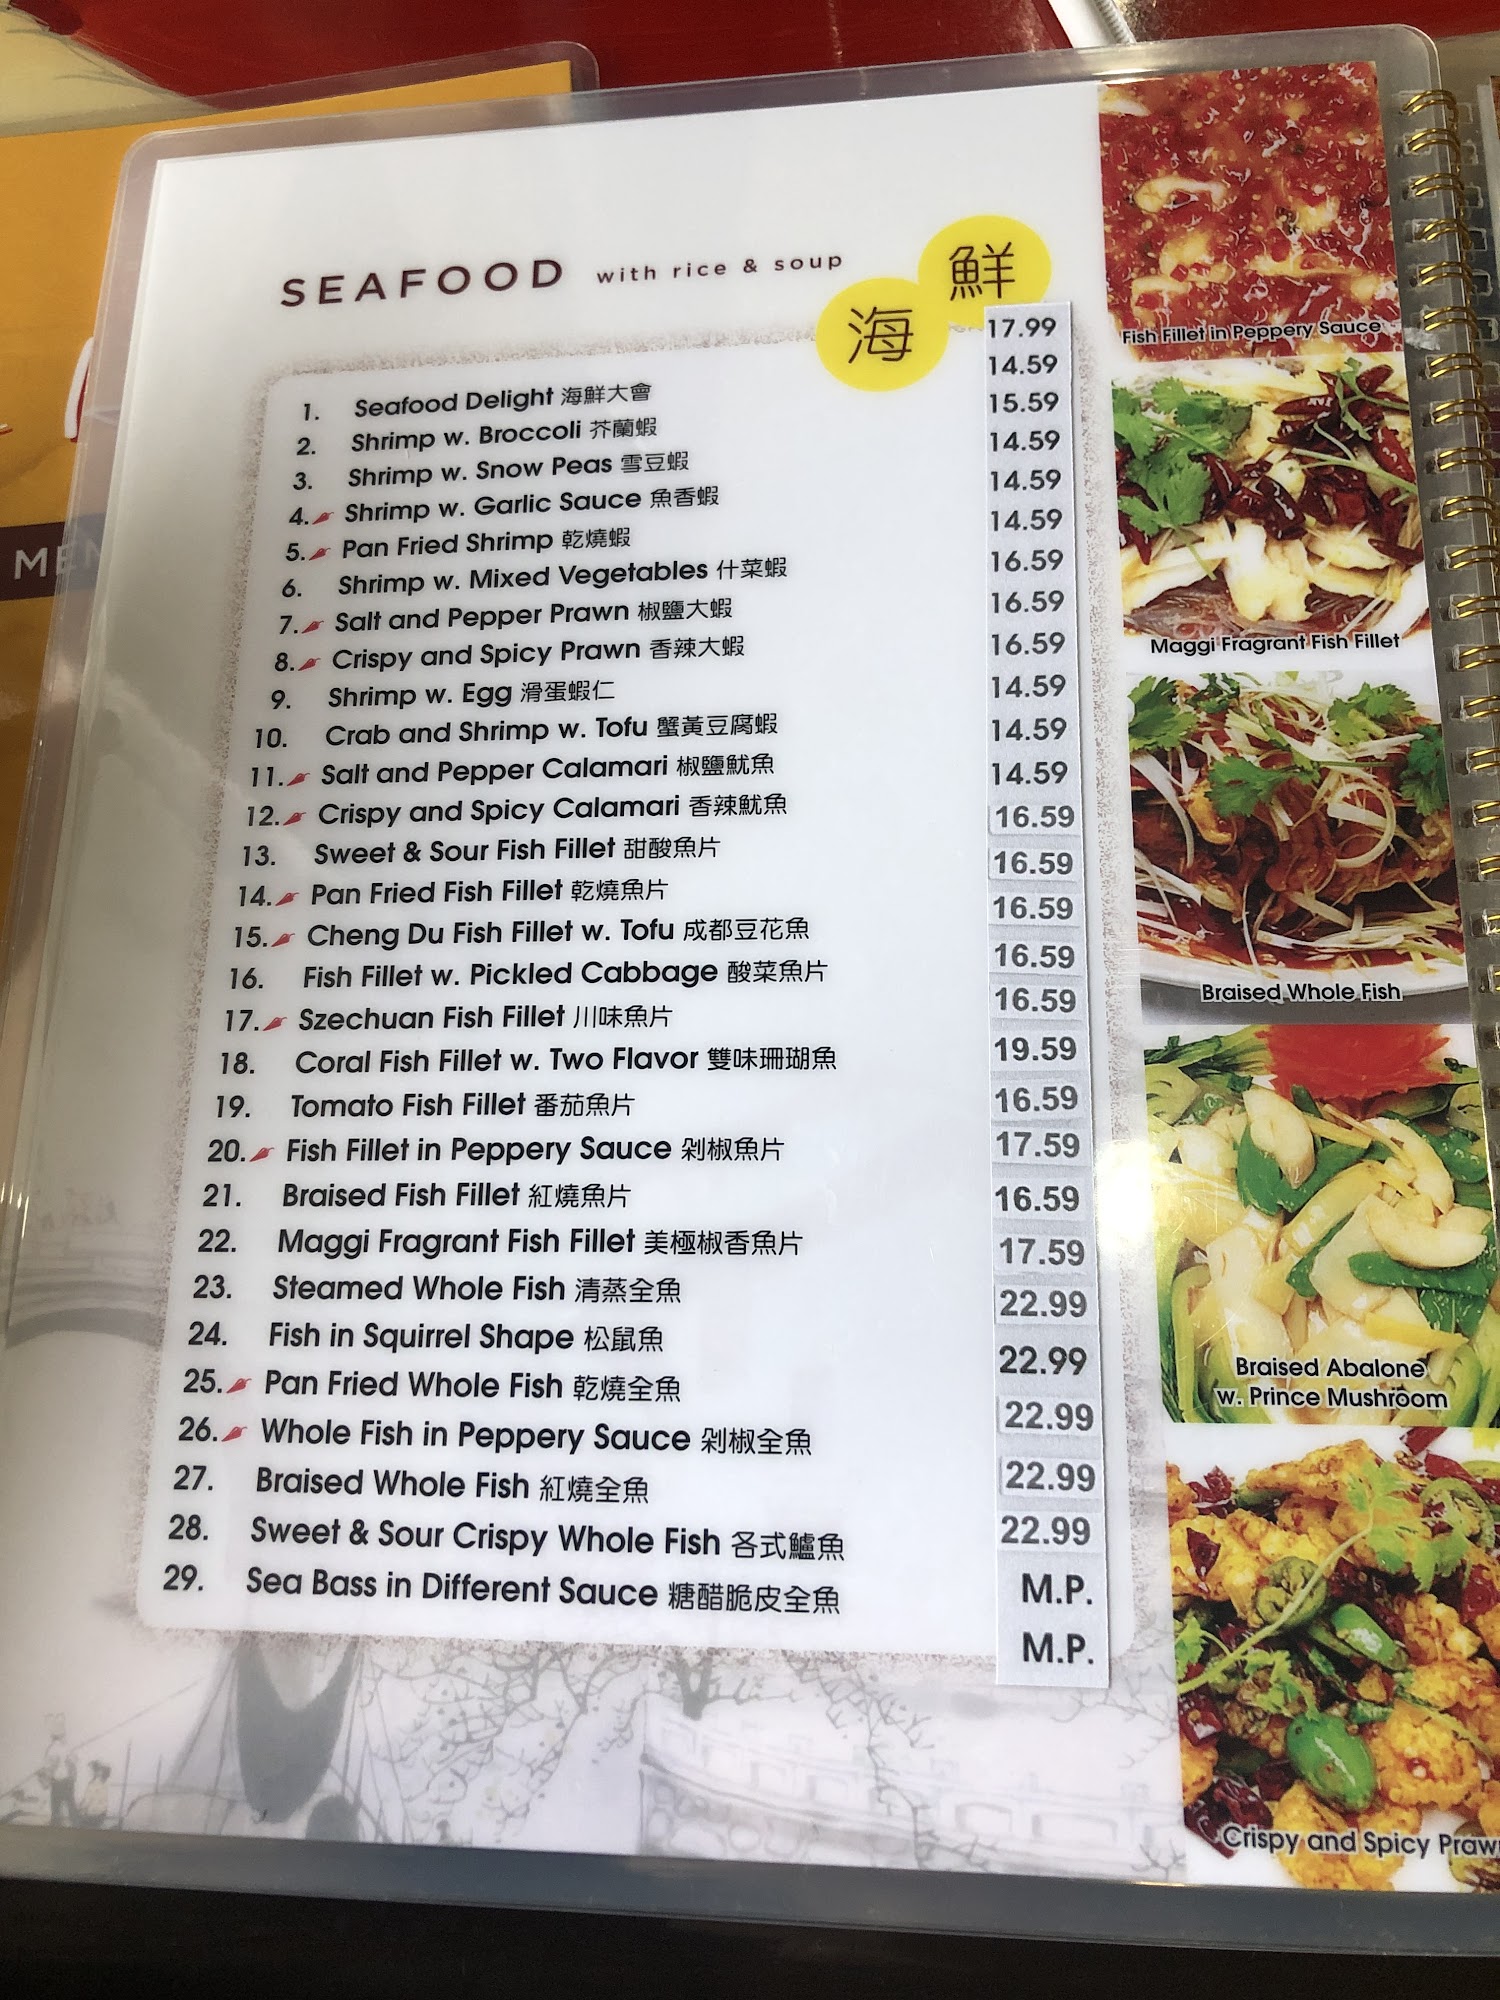 SEAFOOD with rice & soup
海鮮
1. Seafood Delight 海鮮大會 17.99
2. Shrimp w. Broccoli 芥蘭蝦 14.59
3. Shrimp w. Snow Peas 雪豆蝦 15.59
4. Shrimp w. Garlic Sauce 魚香蝦 14.59
5. Pan Fried Shrimp 乾燒蝦 14.59
6. Shrimp w. Mixed Vegetables 什菜蝦 14.59
7. Salt and Pepper Prawn 椒鹽大蝦 16.59
8. Crispy and Spicy Prawn 香辣大蝦 16.59
9. Shrimp w. Egg 滑蛋蝦仁 16.59
10. Crab and Shrimp w. Tofu 蟹黃豆腐蝦 14.59
11. Salt and Pepper Calamari 椒鹽魷魚 14.59
12. Crispy and Spicy Calamari 香辣魷魚 14.59
13. Sweet & Sour Fish Fillet 甜酸魚片 16.59
14. Pan Fried Fish Fillet 乾燒魚片 16.59
15. Cheng Du Fish Fillet w. Tofu 成都豆花魚 16.59
16. Fish Fillet w. Pickled Cabbage 酸菜魚片 16.59
17. Szechuan Fish Fillet 川味魚片 16.59
18. Coral Fish Fillet w. Two Flavor 雙味珊瑚魚 19.59
19. Tomato Fish Fillet 番茄魚片 16.59
20. Fish Fillet in Peppery Sauce 剁椒魚片 17.59
21. Braised Fish Fillet 紅燒魚片 16.59
22. Maggi Fragrant Fish Fillet 美極椒香魚片 17.59
23. Steamed Whole Fish 清蒸全魚 22.99
24. Fish in Squirrel Shape 松鼠魚 22.99
25. Pan Fried Whole Fish 乾燒全魚 22.99
26. Whole Fish in Peppery Sauce 剁椒全魚 22.99
27. Braised Whole Fish 紅燒全魚 22.99
28. Sweet & Sour Crispy Whole Fish 各式鱸魚 M.P.
29. Sea Bass in Different Sauce 糖醋脆皮全魚 M.P.
Fish Fillet in Peppery Sauce
Maggi Fragrant Fish Fillet
Braised Whole Fish
Braised Abalone
w. Prince Mushroom
Crispy and Spicy Prawn
MEN